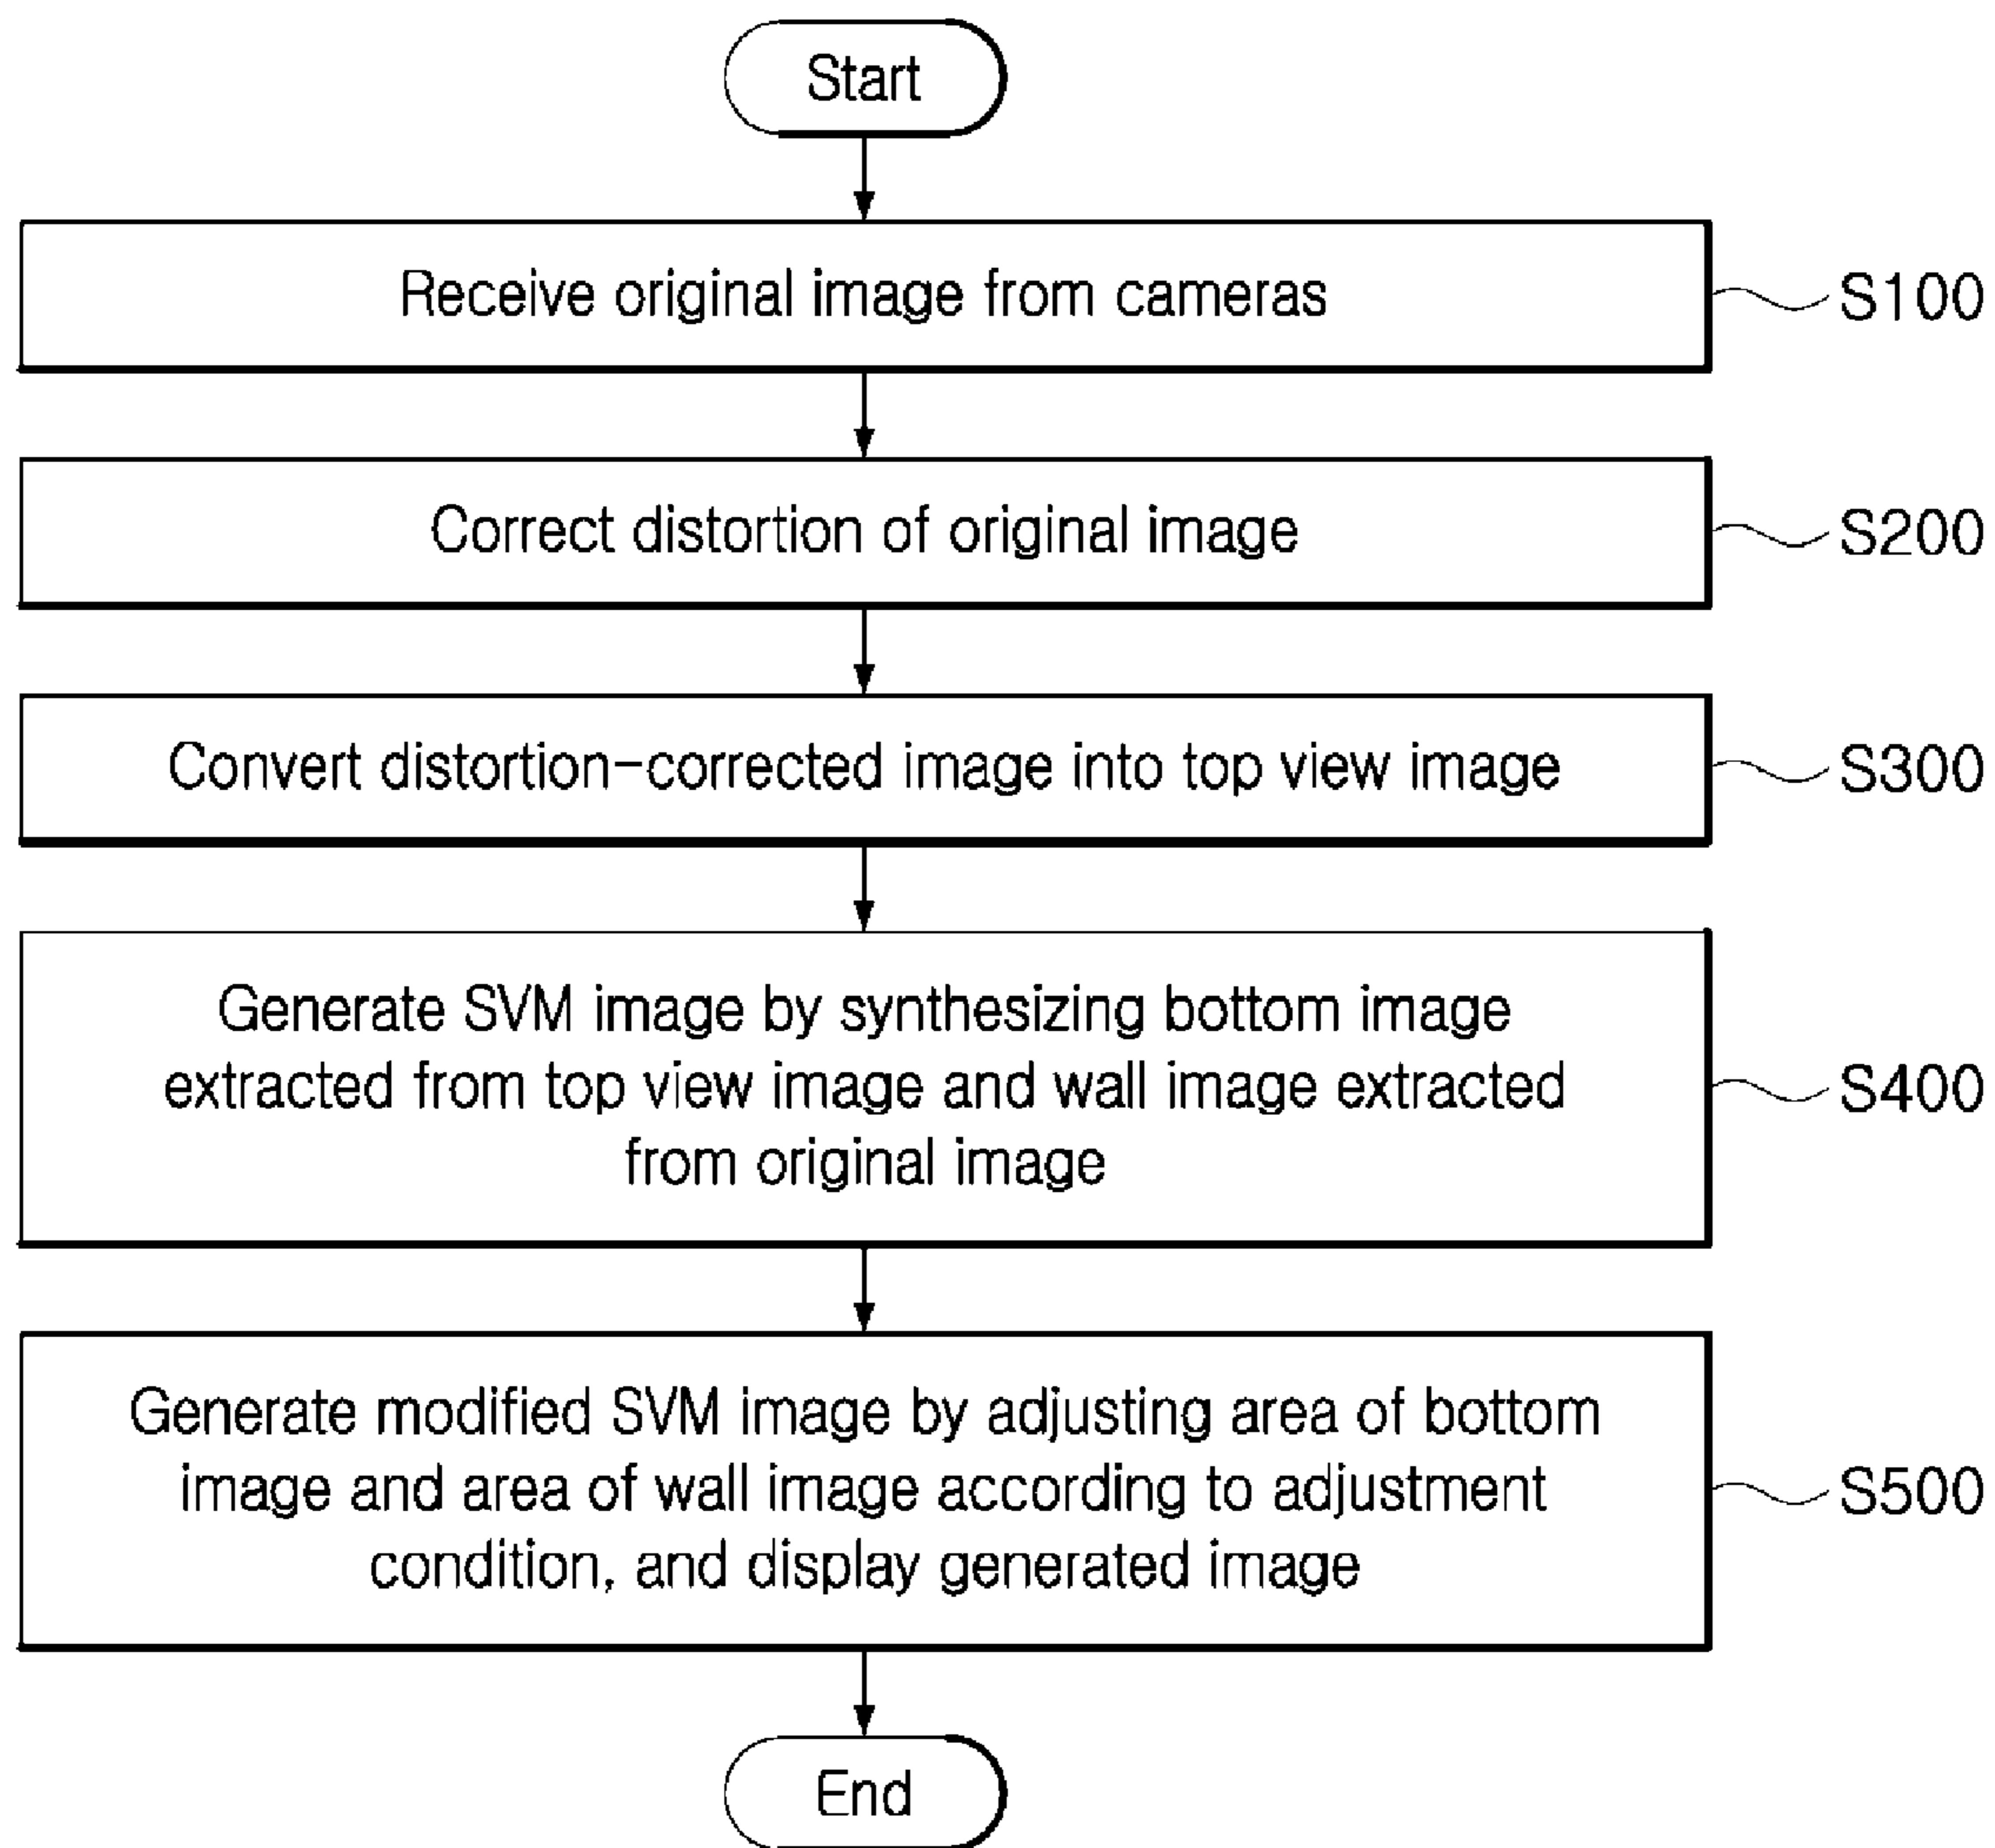 Start
Receive original image from cameras
S100
Correct distortion of original image
S200
Convert distortion-corrected image into top view image
S300
Generate SVM image by synthesizing bottom image
extracted from top view image and wall image extracted
from original image
S400
Generate modified SVM image by adjusting area of bottom
image and area of wall image according to adjustment
condition, and display generated image
S500
End